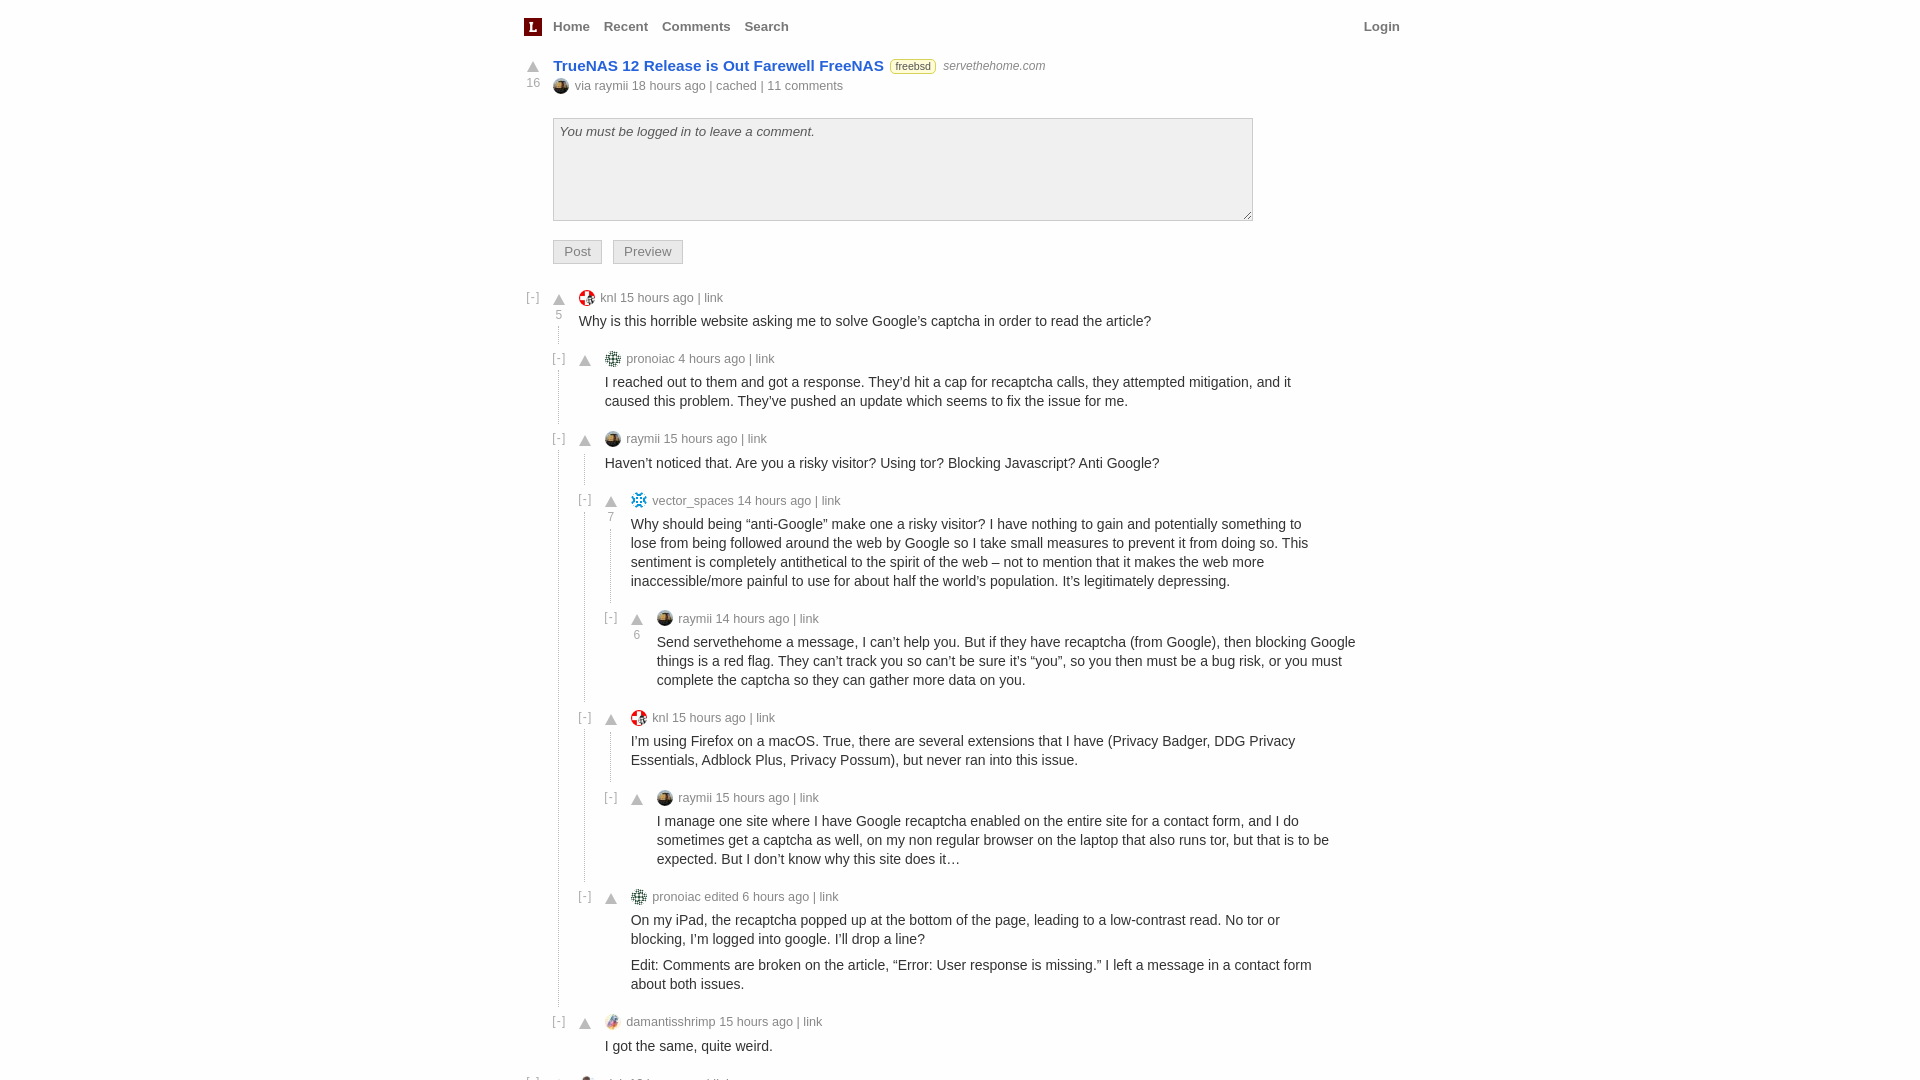 L Home Recent Comments Search Login
TrueNAS 12 Release is Out Farewell FreeNAS freebsd servethehome.com
16
via raymii 18 hours ago | cached | 11 comments
You must be logged in to leave a comment.
Post Preview
[-] knl 15 hours ago | link
5
Why is this horrible website asking me to solve Google’s captcha in order to read the article?
[-] pronoiac 4 hours ago | link
I reached out to them and got a response. They’d hit a cap for recaptcha calls, they attempted mitigation, and it
caused this problem. They’ve pushed an update which seems to fix the issue for me.
[-] raymii 15 hours ago | link
Haven’t noticed that. Are you a risky visitor? Using tor? Blocking Javascript? Anti Google?
[-] vector_spaces 14 hours ago | link
7
Why should being “anti-Google” make one a risky visitor? I have nothing to gain and potentially something to
lose from being followed around the web by Google so I take small measures to prevent it from doing so. This
sentiment is completely antithetical to the spirit of the web – not to mention that it makes the web more
inaccessible/more painful to use for about half the world’s population. It’s legitimately depressing.
[-] raymii 14 hours ago | link
6
Send servethehome a message, I can’t help you. But if they have recaptcha (from Google), then blocking Google
things is a red flag. They can’t track you so can’t be sure it’s “you”, so you then must be a bug risk, or you must
complete the captcha so they can gather more data on you.
[-] knl 15 hours ago | link
I’m using Firefox on a macOS. True, there are several extensions that I have (Privacy Badger, DDG Privacy
Essentials, Adblock Plus, Privacy Possum), but never ran into this issue.
[-] raymii 15 hours ago | link
I manage one site where I have Google recaptcha enabled on the entire site for a contact form, and I do
sometimes get a captcha as well, on my non regular browser on the laptop that also runs tor, but that is to be
expected. But I don’t know why this site does it…
[-] pronoiac edited 6 hours ago | link
On my iPad, the recaptcha popped up at the bottom of the page, leading to a low-contrast read. No tor or
blocking, I’m logged into google. I’ll drop a line?
Edit: Comments are broken on the article, “Error: User response is missing.” I left a message in a contact form
about both issues.
[-] damantisshrimp 15 hours ago | link
I got the same, quite weird.